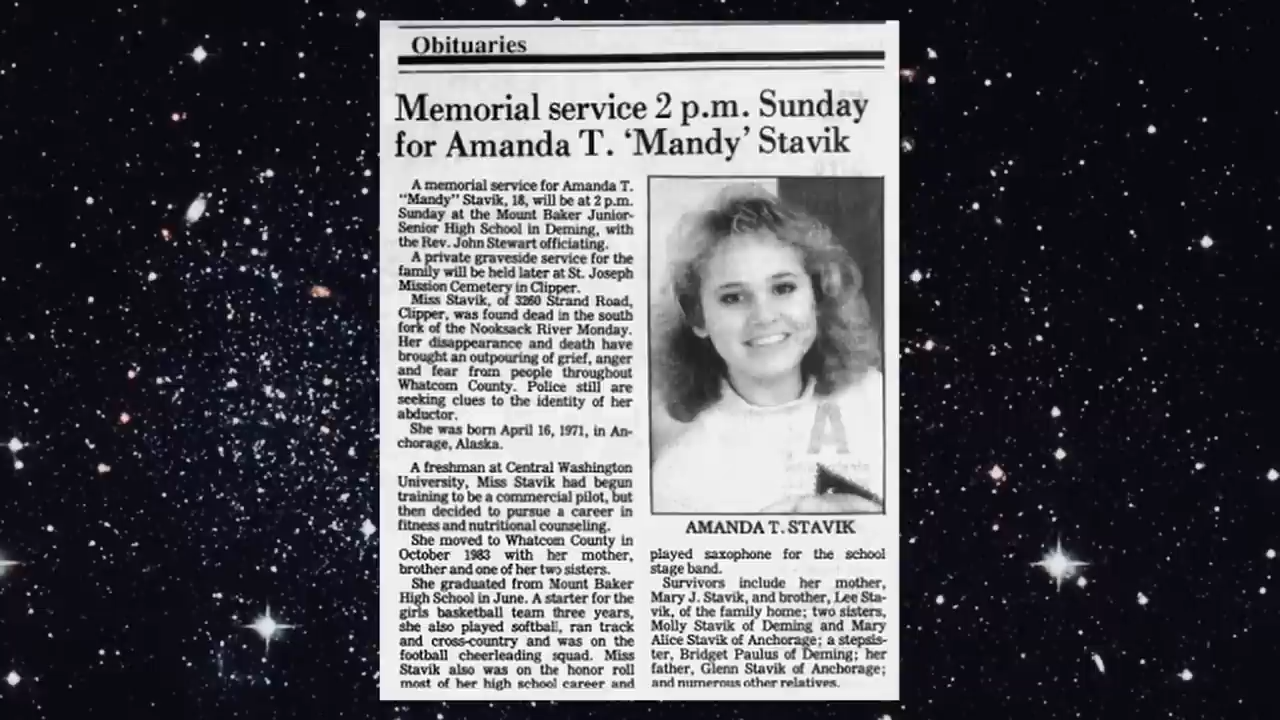 Obituaries
Memorial service 2 p.m. Sunday
for Amanda T. ‘Mandy’ Stavik
A memorial service for Amanda T.
"Mandy" Stavik, 18, will be at 2 p.m.
Sunday at the Mount Baker Junior-
Senior High School in Deming, with
the Rev. John Stewart officiating.
A private graveside service for the
family will be held later at St. Joseph
Mission Cemetery in Clipper.
Miss Stavik, of 3260 Strand Road,
Clipper, was found dead in the south
fork of the Nooksack River Monday.
Her disappearance and death have
brought an outpouring of grief, anger
and fear from people throughout
Whatcom County. Police still are
seeking clues to the identity of her
abductor.
She was born April 16, 1971, in An-
chorage, Alaska.
A freshman at Central Washington
University, Miss Stavik had begun
training to be a commercial pilot, but
then decided to pursue a career in
fitness and nutritional counseling.
She moved to Whatcom County in
October 1983 with her mother,
brother and one of her two sisters.
She graduated from Mount Baker
High School in June. A starter for the
girls basketball team three years,
she also played softball, ran track
and cross-country and was on the
football cheerleading squad. Miss
Stavik also was on the honor roll
most of her high school career and
A
AMANDA T. STAVIK
played saxophone for the school
stage band.
Survivors include her mother,
Mary J. Stavik, and brother, Lee Sta-
vik, of the family home; two sisters,
Molly Stavik of Deming and Mary
Alice Stavik of Anchorage; a stepsis-
ter, Bridget Paulus of Deming; her
father, Glenn Stavik of Anchorage;
and numerous other relatives.